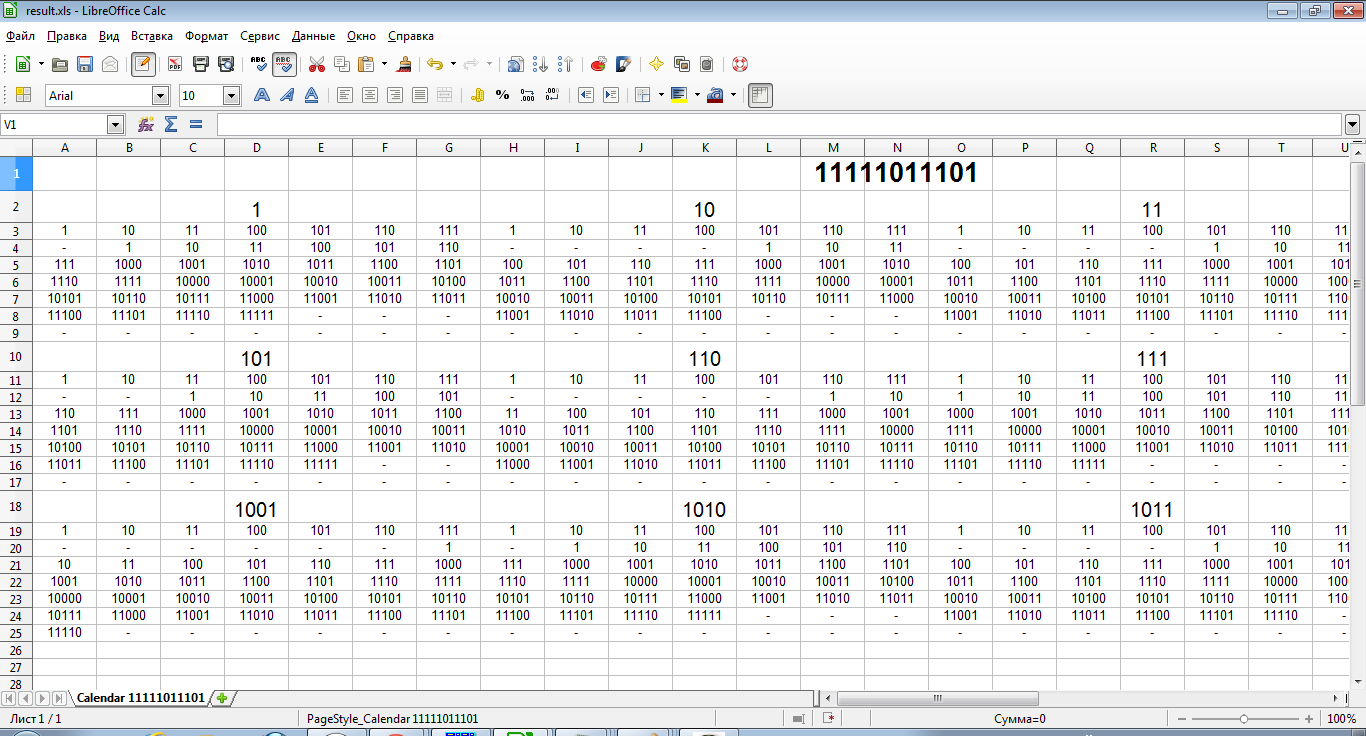 result.xls - LibreOffice Calc
Файл Правка Вид Вставка Формат Сервис Данные Окно Справка
Arial 10
V1
A B C D E F G H I J K L M N O P Q R S T U
1 11111011101
2 1 10 11
3 1 10 11 100 101 110 111 1 10 11 100 101 110 111 1 10 11 100 101 110 11
4 - 1 10 11 100 101 110 - - - - 1 10 11 - - - - 1 10 11
5 111 1000 1001 1010 1011 1100 1101 100 101 110 111 1000 1001 1010 100 101 110 111 1000 1001 101
6 1110 1111 10000 10001 10010 10011 10100 1011 1100 1101 1110 1111 10000 10001 1011 1100 1101 1110 1111 10000 100
7 10101 10110 10111 11000 11001 11010 11011 10010 10011 10100 10101 10110 10111 11000 10010 10011 10100 10101 10110 10111 110
8 11100 11101 11110 11111 - - - 11001 11010 11011 11100 - - - 11001 11010 11011 11100 11101 11110 111
9 - - - - - - - - - - - - - - - - - - - - -
10 101 110 111
11 1 10 11 100 101 110 111 1 10 11 100 101 110 111 1 10 11 100 101 110 11
12 - - 1 10 11 100 101 - - - - - 1 10 1 10 11 100 101 110 11
13 110 111 1000 1001 1010 1011 1100 11 100 101 110 111 1000 1001 1000 1001 1010 1011 1100 1101 111
14 1101 1110 1111 10000 10001 10010 10011 1010 1011 1100 1101 1110 1111 10000 1111 10000 10001 10010 10011 10100 101
15 10100 10101 10110 10111 11000 11001 11010 10001 10010 10011 10100 10101 10110 10111 10110 10111 11000 11001 11010 11011 111
16 11011 11100 11101 11110 11111 - - 11000 11001 11010 11011 11100 11101 11110 11101 11110 11111 - - - -
17 - - - - - - - - - - - - - - - - - - - - -
18 1001 1010 1011
19 1 10 11 100 101 110 111 1 10 11 100 101 110 111 1 10 11 100 101 110 11
20 - - - - - - 1 - 1 10 11 100 101 110 - - - - 1 10 11
21 10 11 100 101 110 111 1000 111 1000 1001 1010 1011 1100 1101 100 101 110 111 1000 1001 101
22 1001 1010 1011 1100 1101 1110 1111 1110 1111 10000 10001 10010 10011 10100 1011 1100 1101 1110 1111 10000 100
23 10000 10001 10010 10011 10100 10101 10110 10101 10110 10111 11000 11001 11010 11011 10010 10011 10100 10101 10110 10111 110
24 10111 11000 11001 11010 11011 11100 11101 11100 11101 11110 11111 - - - 11001 11010 11011 11100 11101 11110 -
25 11110 - - - - - - - - - - - - - - - - - - - -
26
27
28
Calendar 11111011101
Лист 1 / 1 PageStyle_Calendar 11111011101 Сумма=0 100%